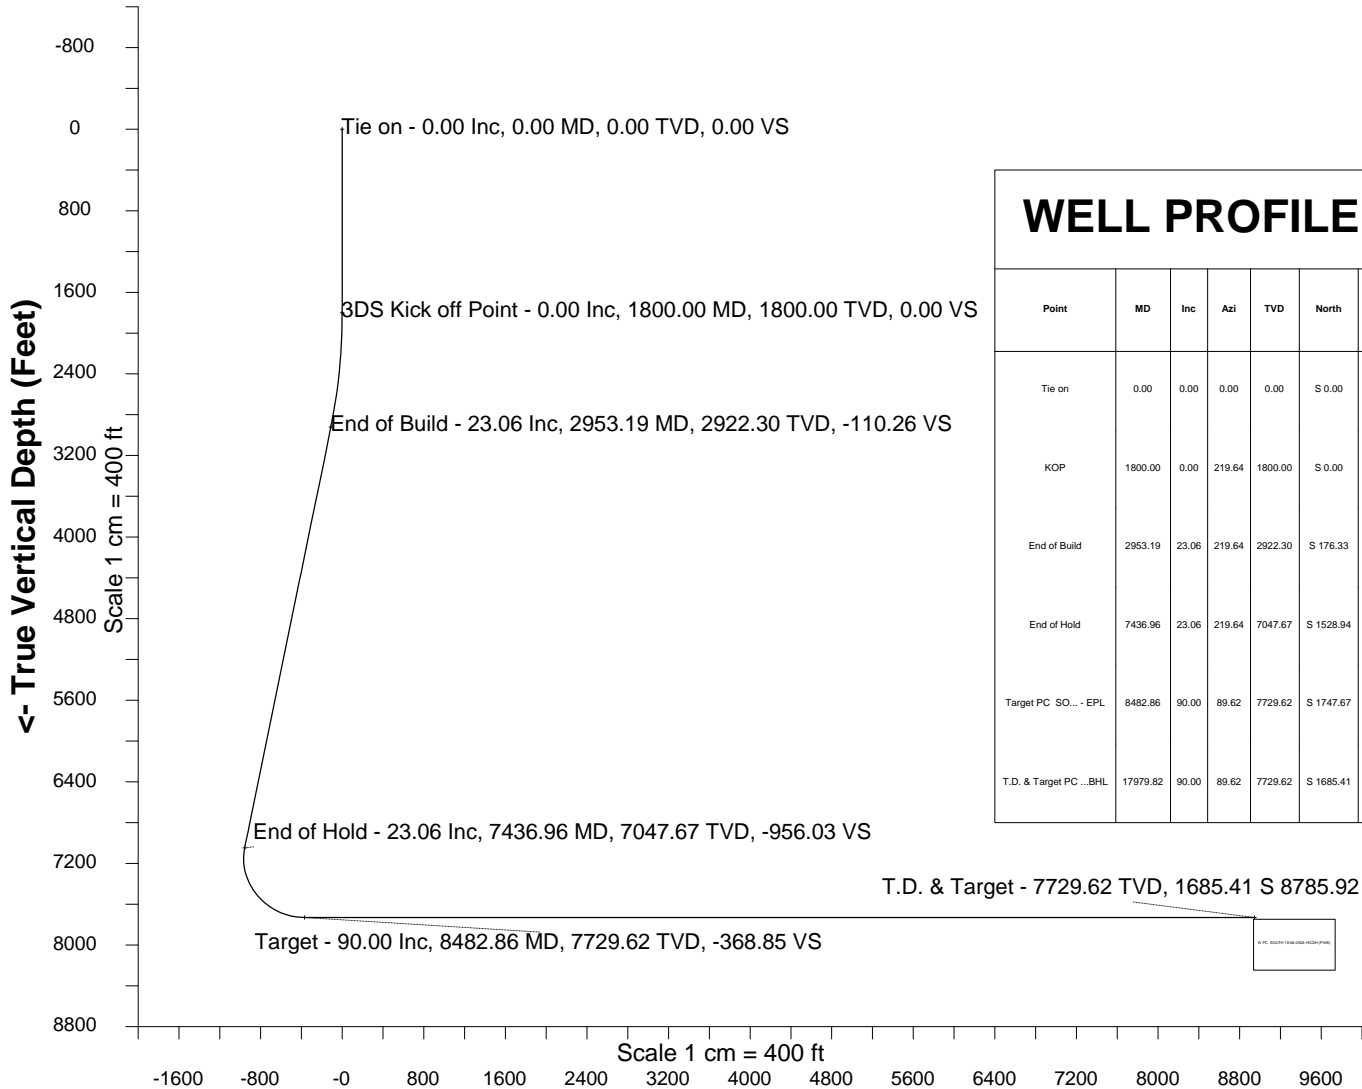 -800
0
800
1600
2400
3200
4000
4800
5600
6400
7200
8000
8800
<- True Vertical Depth (Feet)
Scale 1 cm = 400 ft
Tie on - 0.00 Inc, 0.00 MD, 0.00 TVD, 0.00 VS
3DS Kick off Point - 0.00 Inc, 1800.00 MD, 1800.00 TVD, 0.00 VS
End of Build - 23.06 Inc, 2953.19 MD, 2922.30 TVD, -110.26 VS
End of Hold - 23.06 Inc, 7436.96 MD, 7047.67 TVD, -956.03 VS
T.D. & Target - 7729.62 TVD, 1685.41 S 8785.92
Target - 90.00 Inc, 8482.86 MD, 7729.62 TVD, -368.85 VS
WELL PROFILE
Point MD Inc Azi TVD North
Tie on 0.00 0.00 0.00 0.00 S 0.00
KOP 1800.00 0.00 219.64 1800.00 S 0.00
End of Build 2953.19 23.06 219.64 2922.30 S 176.33
End of Hold 7436.96 23.06 219.64 7047.67 S 1528.94
Target PC SO... - EPL 8482.86 90.00 89.62 7729.62 S 1747.67
T.D. & Target PC ...BHL 17979.82 90.00 89.62 7729.62 S 1685.41
Scale 1 cm = 400 ft
-1600 -800 -0 800 1600 2400 3200 4000 4800 5600 6400 7200 8000 8800 9600